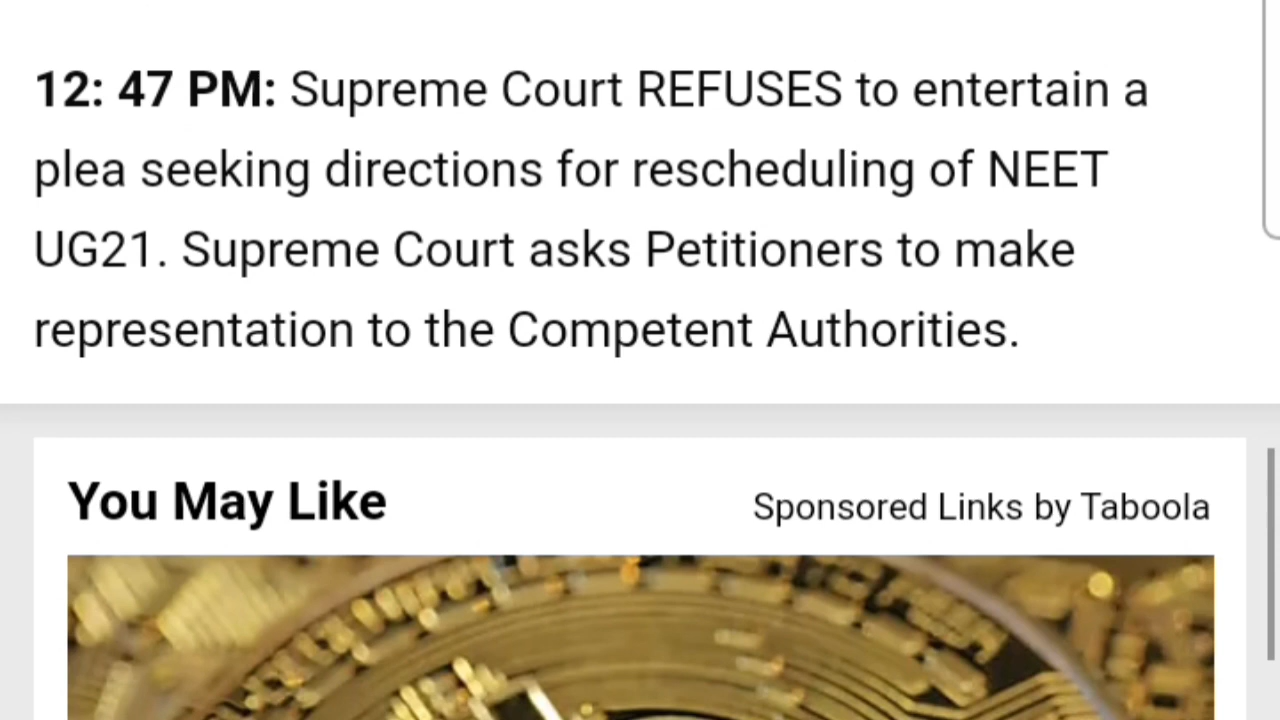 12: 47 PM: Supreme Court REFUSES to entertain a
plea seeking directions for rescheduling of NEET
UG21. Supreme Court asks Petitioners to make
representation to the Competent Authorities.
You May Like
Sponsored Links by Taboola